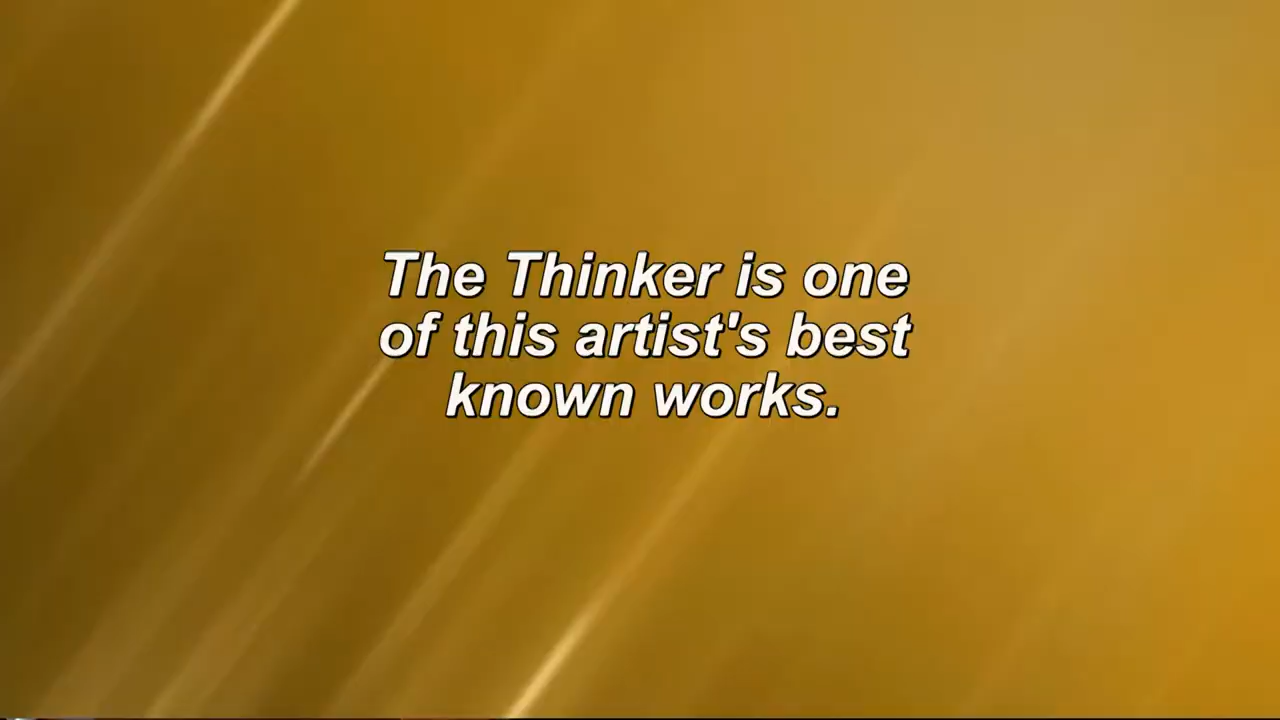 The Thinker is one
of this artist's best
known works.